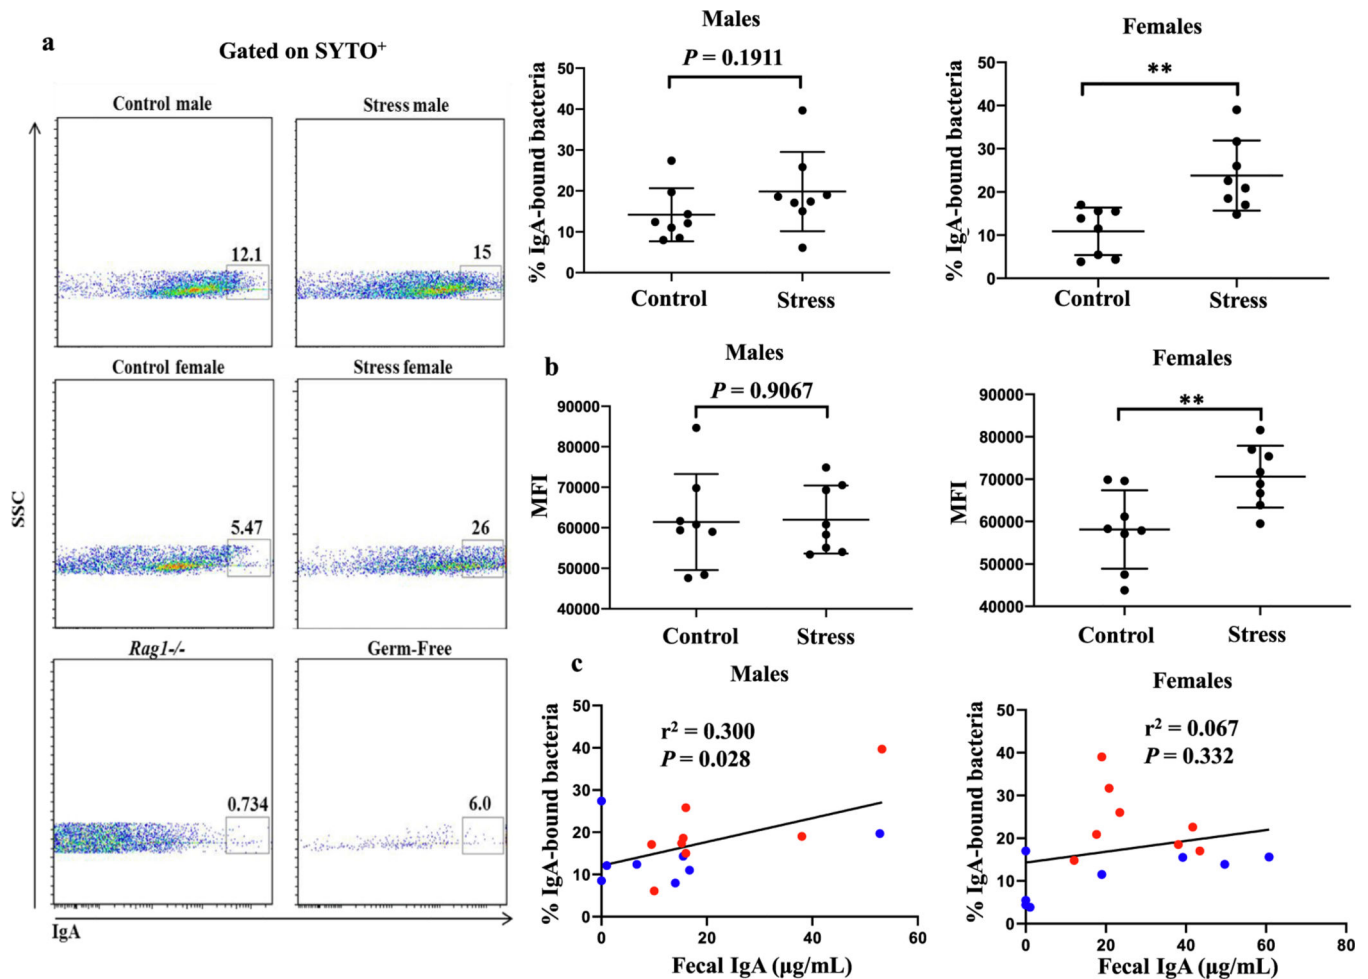 a
Gated on SYTO+
Control male
Stress male
12.1
15
Control female
Stress female
5.47
26
Rag1-/-
Germ-Free
0.734
6.0
SSC
IgA
Males
P = 0.1911
% IgA-bound bacteria
50
40
30
20
10
0
Control
Stress
Females
**
% IgA-bound bacteria
50
40
30
20
10
0
Control
Stress
b
Males
P = 0.9067
MFI
90000
80000
70000
60000
50000
40000
Control
Stress
Females
**
MFI
90000
80000
70000
60000
50000
40000
Control
Stress
c
Males
r² = 0.300
P = 0.028
% IgA-bound bacteria
50
40
30
20
10
0
0
20
40
60
Fecal IgA (µg/mL)
Females
r² = 0.067
P = 0.332
% IgA-bound bacteria
50
40
30
20
10
0
0
20
40
60
80
Fecal IgA (µg/mL)